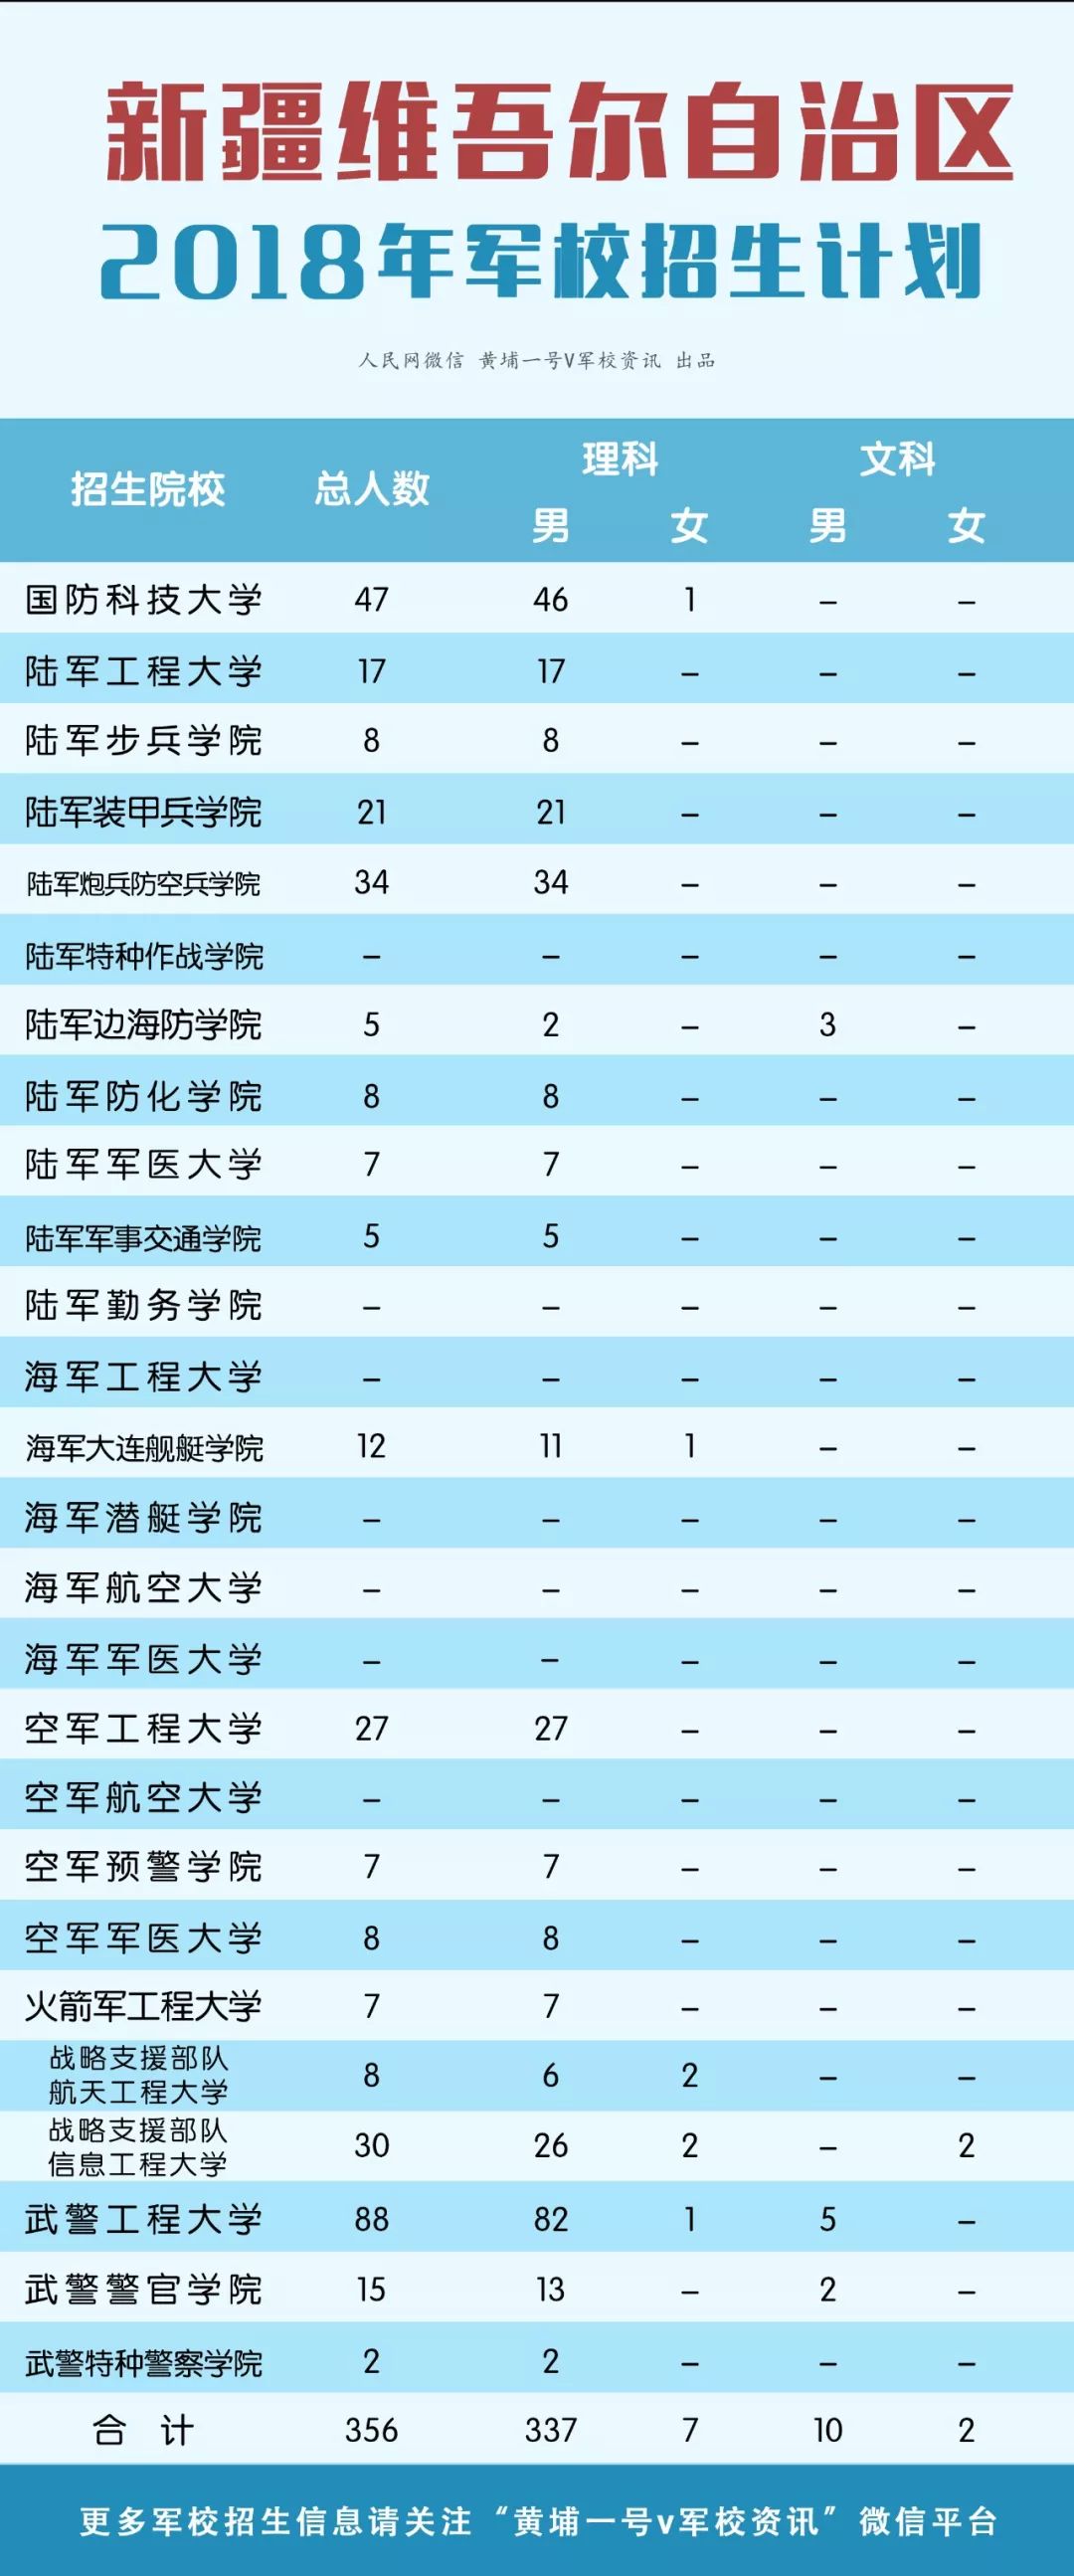 新疆维吾尔自治区
2018年军校招生计划
人民网微信 黄埔一号V军校资讯 出品
招生院校 总人数 理科 文科
男 女 男 女
国防科技大学 47 46 1 – –
陆军工程大学 17 17 – – –
陆军步兵学院 8 8 – – –
陆军装甲兵学院 21 21 – – –
陆军炮兵防空兵学院 34 34 – – –
陆军特种作战学院 – – – – –
陆军边海防学院 5 2 – 3 –
陆军防化学院 8 8 – – –
陆军军医大学 7 7 – – –
陆军军事交通学院 5 5 – – –
陆军勤务学院 – – – – –
海军工程大学 – – – – –
海军大连舰艇学院 12 11 1 – –
海军潜艇学院 – – – – –
海军航空大学 – – – – –
海军军医大学 – – – – –
空军工程大学 27 27 – – –
空军航空大学 – – – – –
空军预警学院 7 7 – – –
空军军医大学 8 8 – – –
火箭军工程大学 7 7 – – –
战略支援部队
航天工程大学 8 6 2 – –
战略支援部队
信息工程大学 30 26 2 – 2
武警工程大学 88 82 1 5 –
武警警官学院 15 13 – 2 –
武警特种警察学院 2 2 – – –
合计 356 337 7 10 2
更多军校招生信息请关注“黄埔一号v军校资讯”微信平台